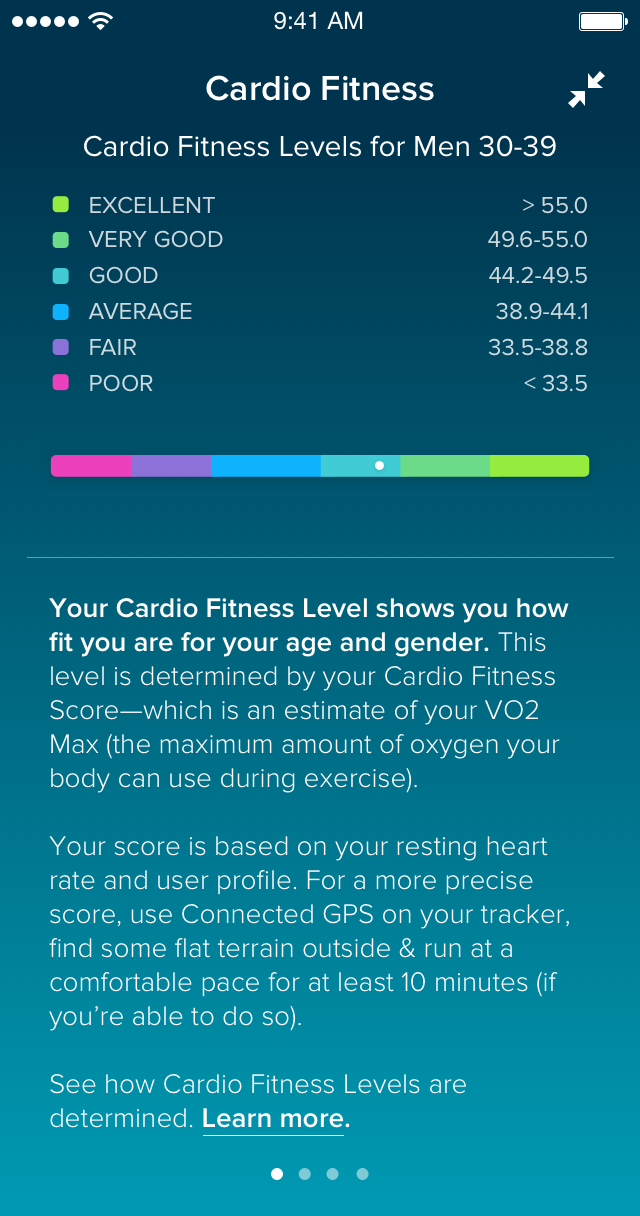 9:41 AM
Cardio Fitness
Cardio Fitness Levels for Men 30-39
EXCELLENT > 55.0
VERY GOOD 49.6-55.0
GOOD 44.2-49.5
AVERAGE 38.9-44.1
FAIR 33.5-38.8
POOR < 33.5
Your Cardio Fitness Level shows you how
fit you are for your age and gender. This
level is determined by your Cardio Fitness
Score—which is an estimate of your VO2
Max (the maximum amount of oxygen your
body can use during exercise).
Your score is based on your resting heart
rate and user profile. For a more precise
score, use Connected GPS on your tracker,
find some flat terrain outside & run at a
comfortable pace for at least 10 minutes (if
you’re able to do so).
See how Cardio Fitness Levels are
determined. Learn more.